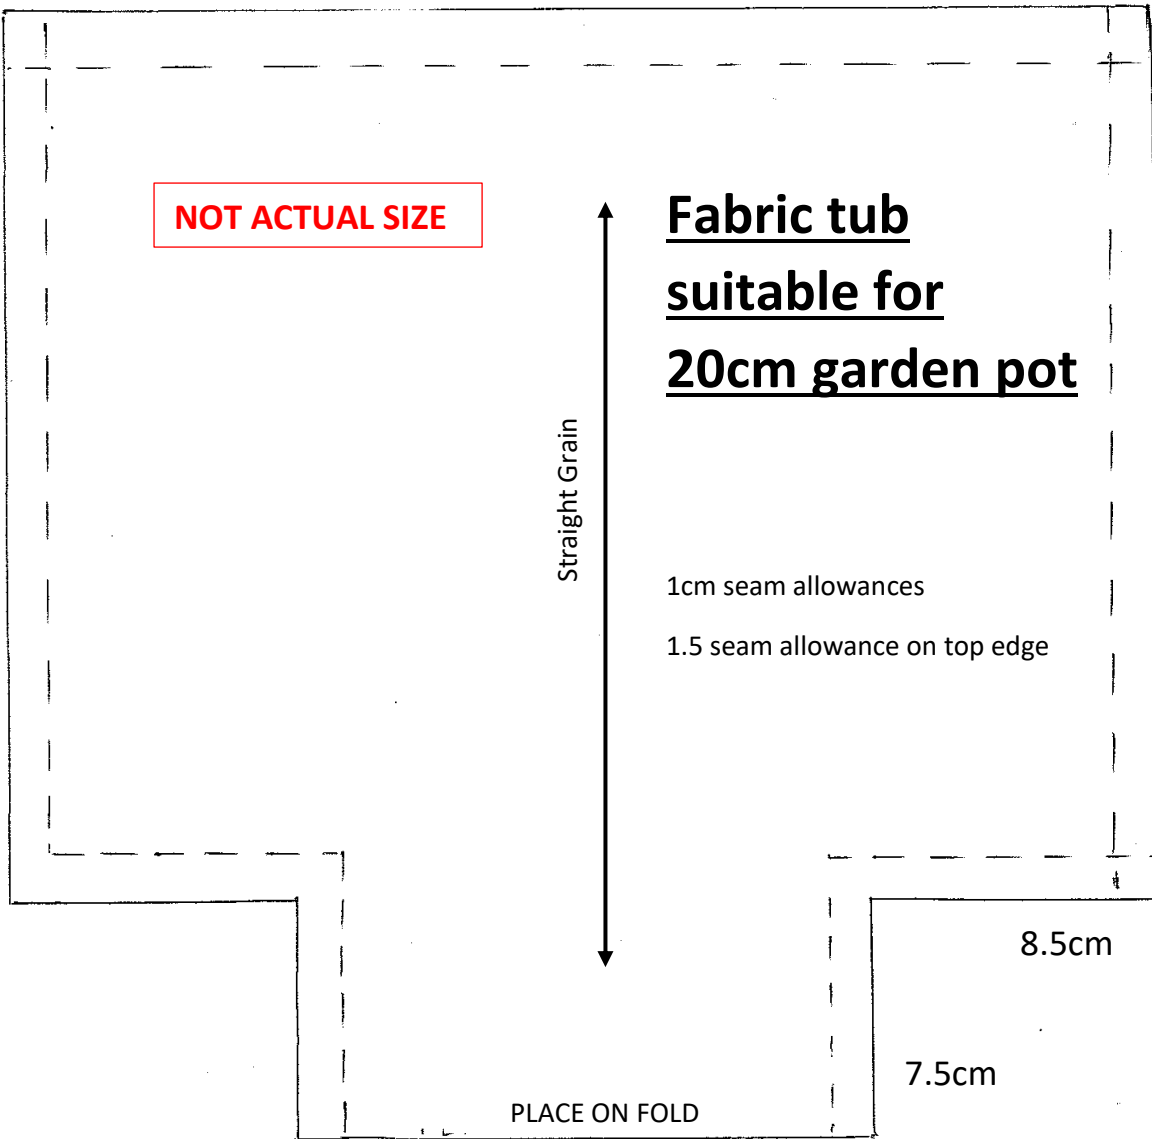 NOT ACTUAL SIZE
Fabric tub
suitable for
20cm garden pot
Straight Grain
1cm seam allowances
1.5 seam allowance on top edge
8.5cm
7.5cm
PLACE ON FOLD